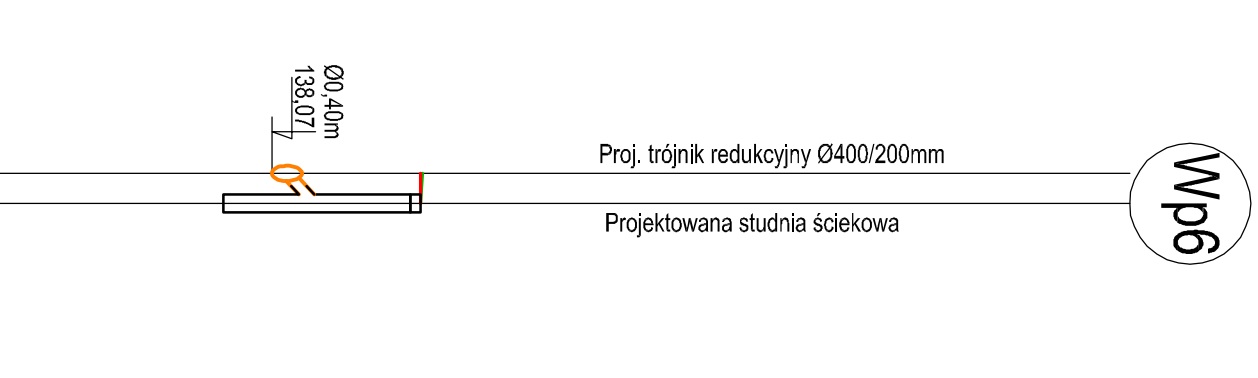 Ø0,40m
138,07
Proj. trójnik redukcyjny Ø400/200mm
Projektowana studnia ściekowa
Wp6